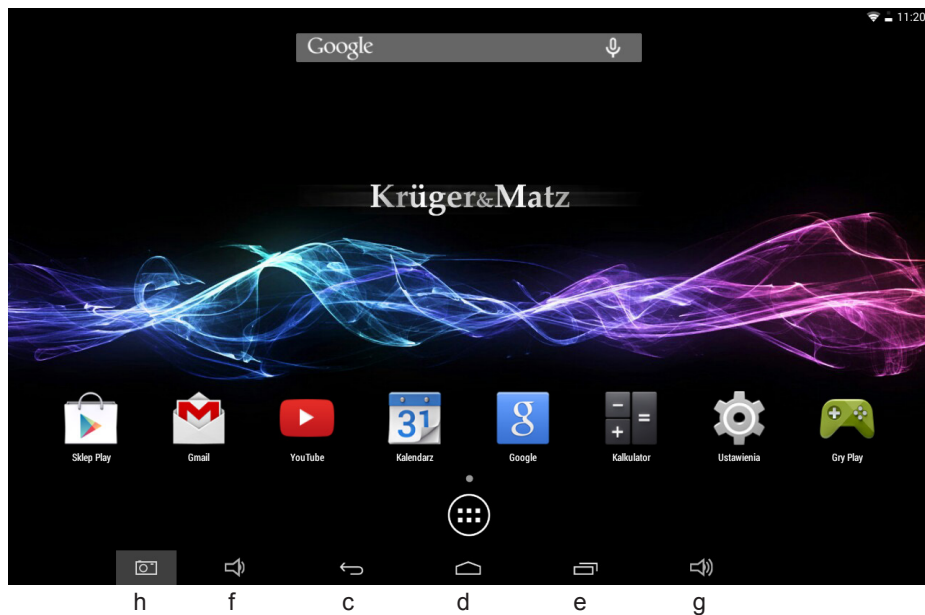 11:20
Google
Krüger&Matz
31
g
Sklep Play Gmail YouTube Kalendarz Google Kalkulator Ustawienia Gry Play
h f c d e g